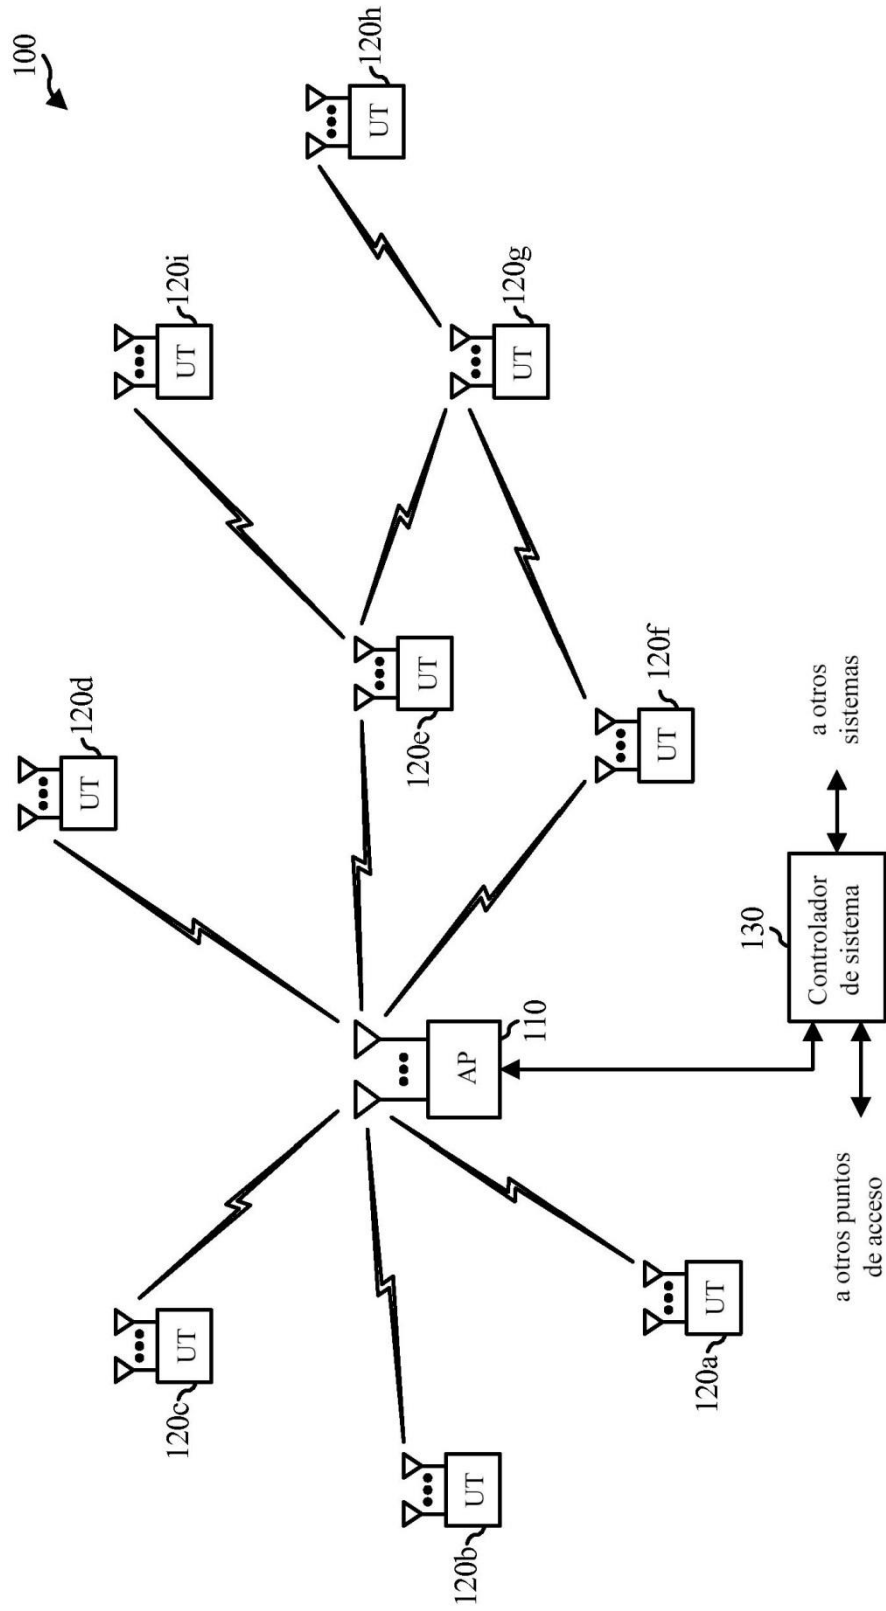 100
UT
120d
UT
120i
UT
120h
UT
120c
UT
120e
UT
120g
UT
120b
AP
110
UT
120f
UT
120a
130
Controlador
de sistema
a otros
sistemas
a otros puntos
de acceso